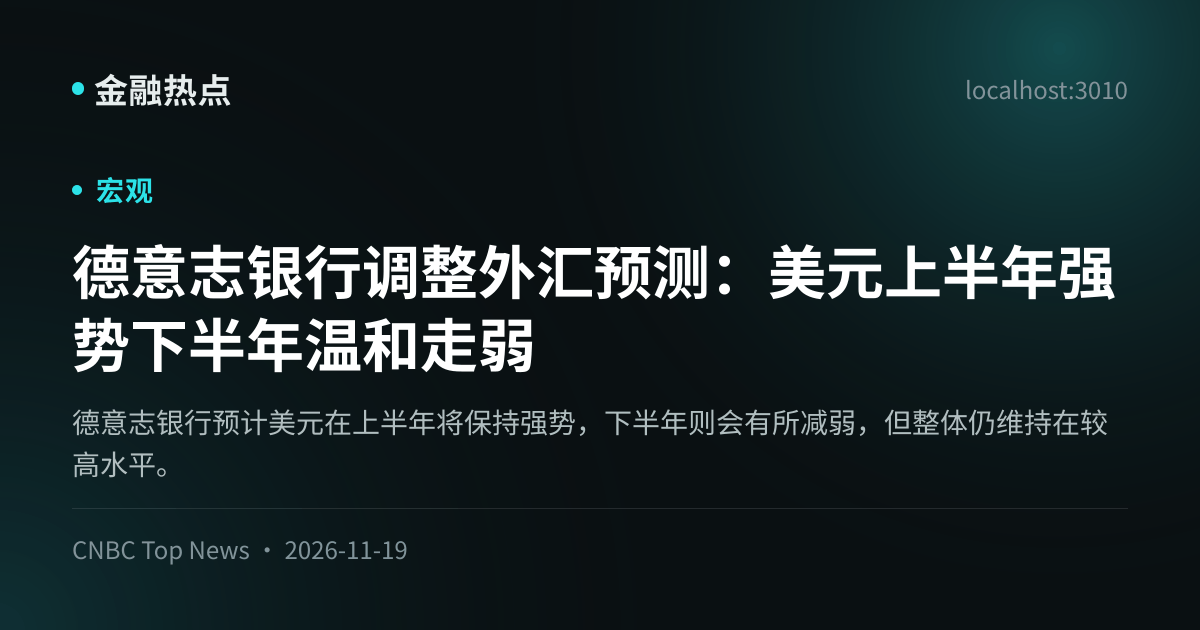 金融热点
localhost:3010
宏观
德意志银行调整外汇预测：美元上半年强
势下半年温和走弱
德意志银行预计美元在上半年将保持强势，下半年则会有所减弱，但整体仍维持在较
高水平。
CNBC Top News · 2026-11-19